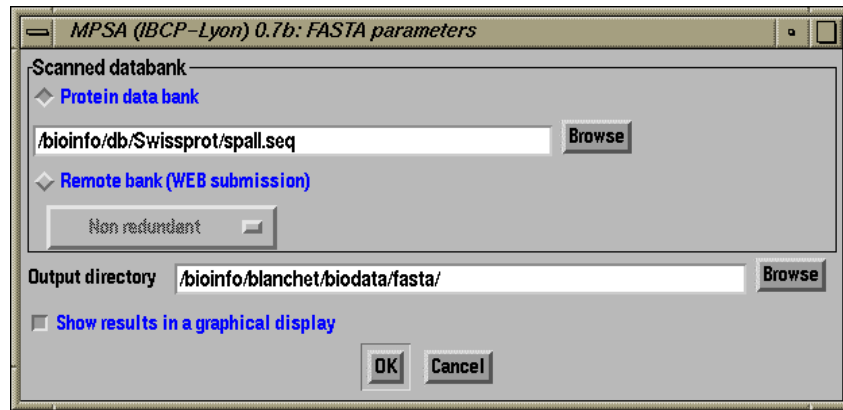 MPSA (IBCP-Lyon) 0.7b: FASTA parameters
Scanned databank
Protein data bank
/bioinfo/db/Swissprot/spall.seq Browse
Remote bank (WEB submission)
Non redundant
Output directory /bioinfo/blanchet/biodata/fasta/ Browse
Show results in a graphical display
OK Cancel